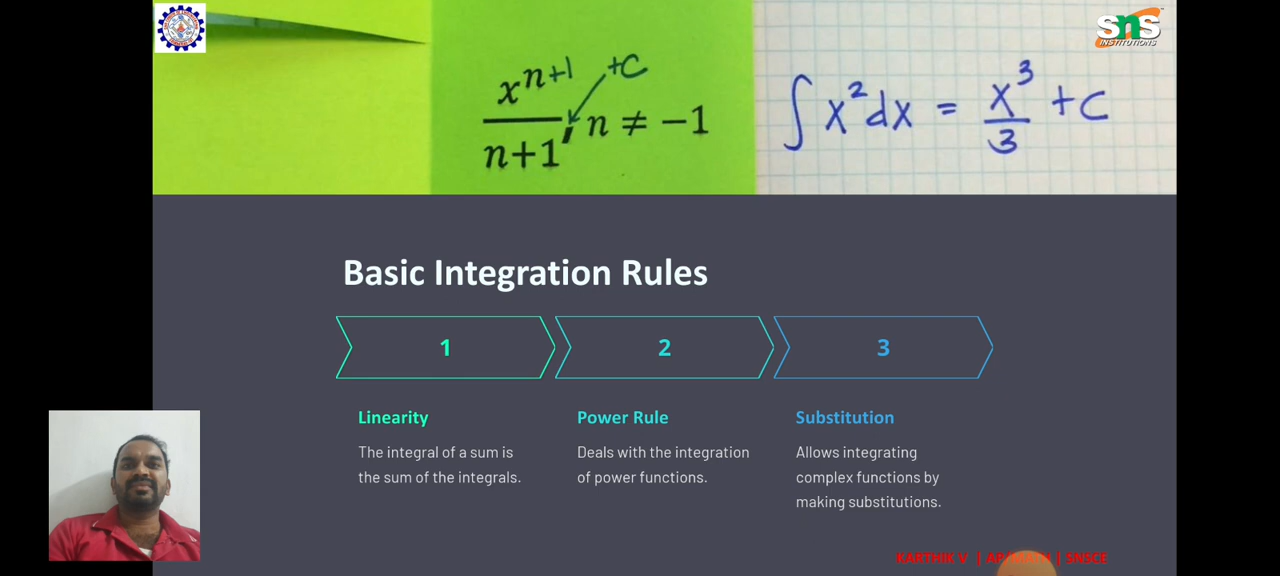 SNS
INSTITUTIONS
x^{n+1} +C
n+1, n ≠ −1
∫x²dx = x³/3 + C
Basic Integration Rules
1 2 3
Linearity
The integral of a sum is
the sum of the integrals.
Power Rule
Deals with the integration
of power functions.
Substitution
Allows integrating
complex functions by
making substitutions.
KARTHIK V | | SNSCE